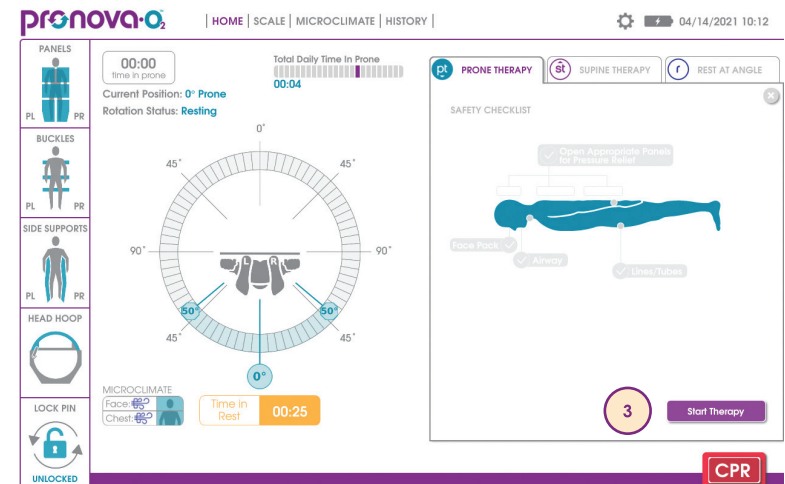 pronova·O2
HOME | SCALE | MICROCLIMATE | HISTORY |
04/14/2021 10:12
PANELS
PL PR
BUCKLES
PL PR
SIDE SUPPORTS
PL PR
HEAD HOOP
LOCK PIN
UNLOCKED
00:00
time in prone
Total Daily Time In Prone
00:04
Current Position: 0° Prone
Rotation Status: Resting
0°
45° 45°
90° 90°
L R
50° 50°
45° 45°
0°
MICROCLIMATE
Face:
Chest:
Time in
Rest
00:25
pt PRONE THERAPY
st SUPINE THERAPY
r REST AT ANGLE
SAFETY CHECKLIST
Open Appropriate Panels
for Pressure Relief
Face Pack
Airway
Lines/Tubes
3
Start Therapy
CPR